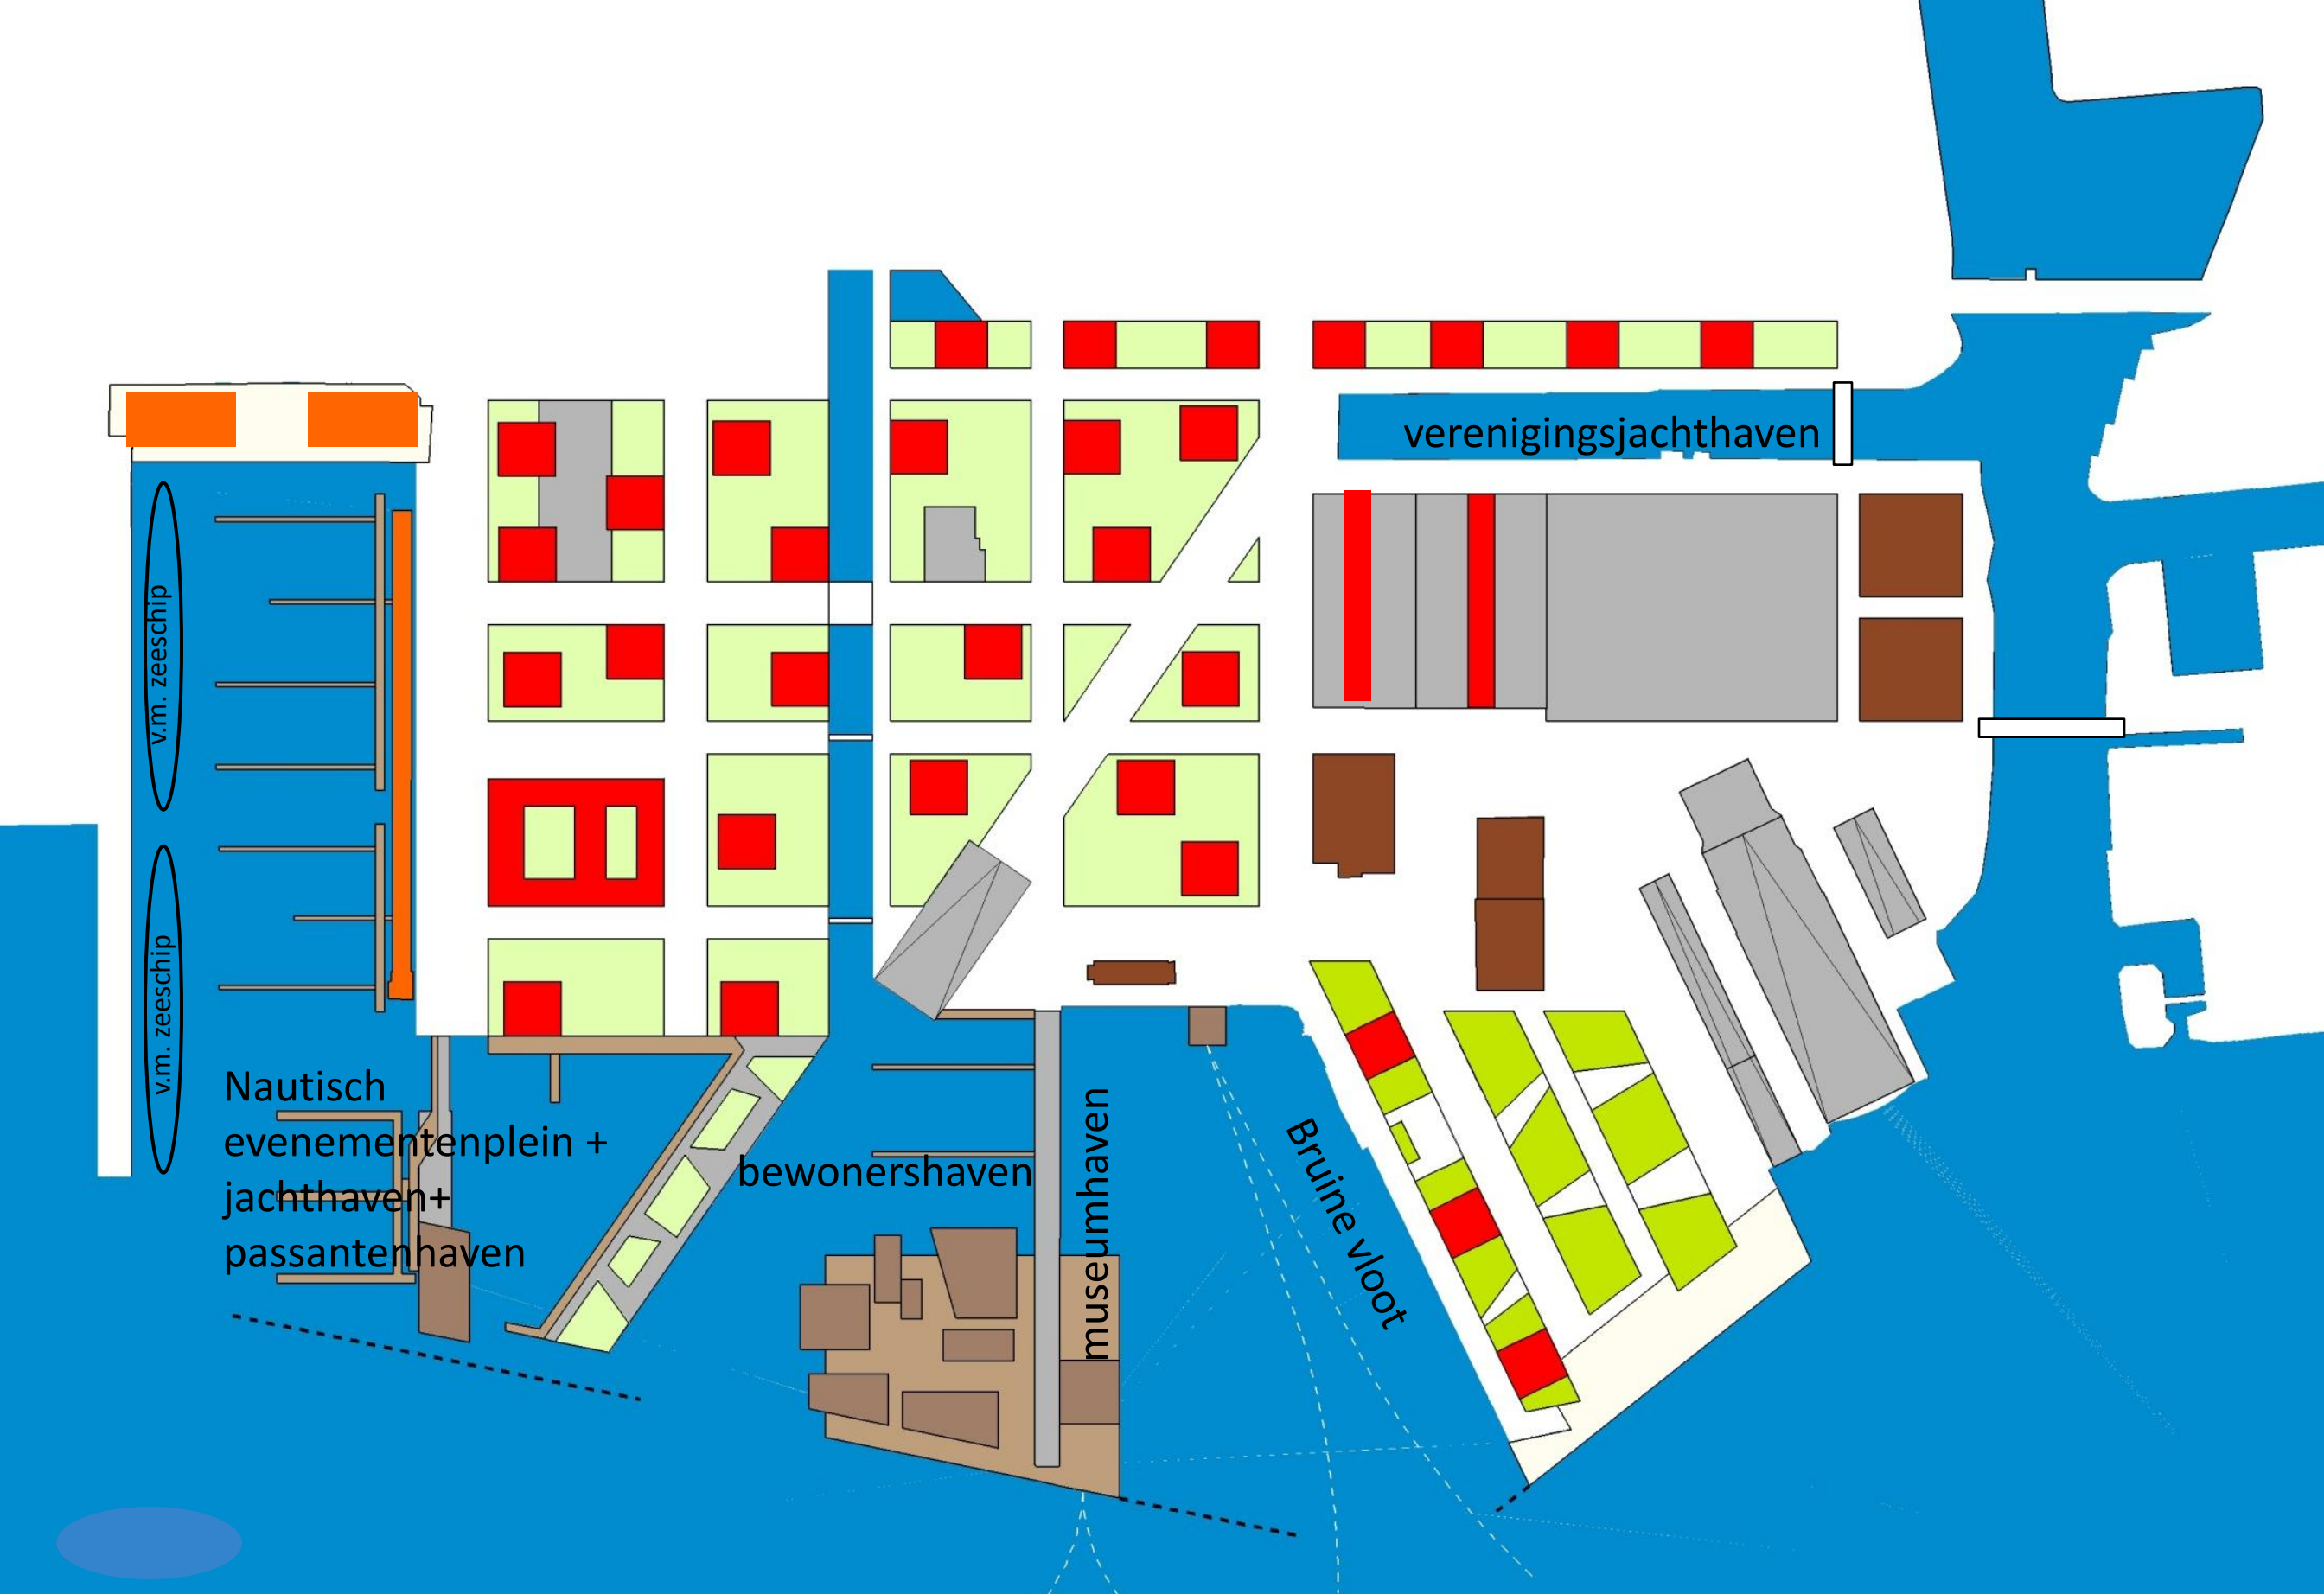 verenigingsjachthaven
v.m. zeeschip
v.m. zeeschip
Nautisch
evenementenplein +
jachthaven+
passantenhaven
bewonershaven
museumhaven
Bruine vloot